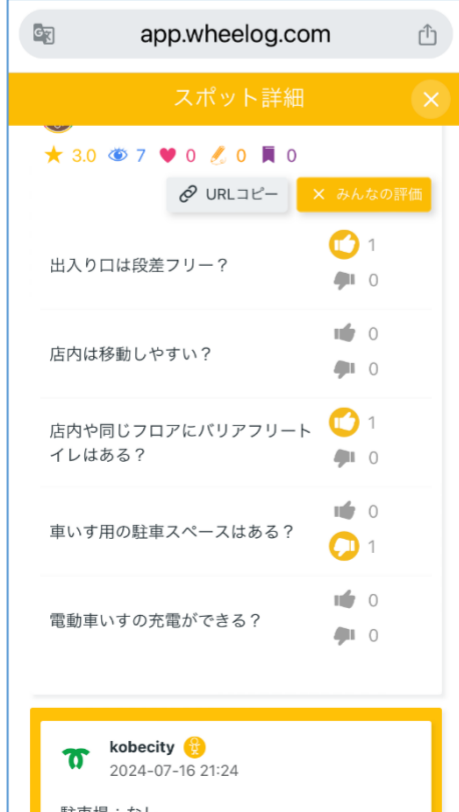 app.wheelog.com
スポット詳細
3.0 7 0 0 0
URLコピー
みんなの評価
出入り口は段差フリー？
1
0
店内は移動しやすい？
0
0
店内や同じフロアにバリアフリート
イレはある？
1
0
車いす用の駐車スペースはある？
0
1
電動車いすの充電ができる？
0
0
kobecity
2024-07-16 21:24
駐車場：なし